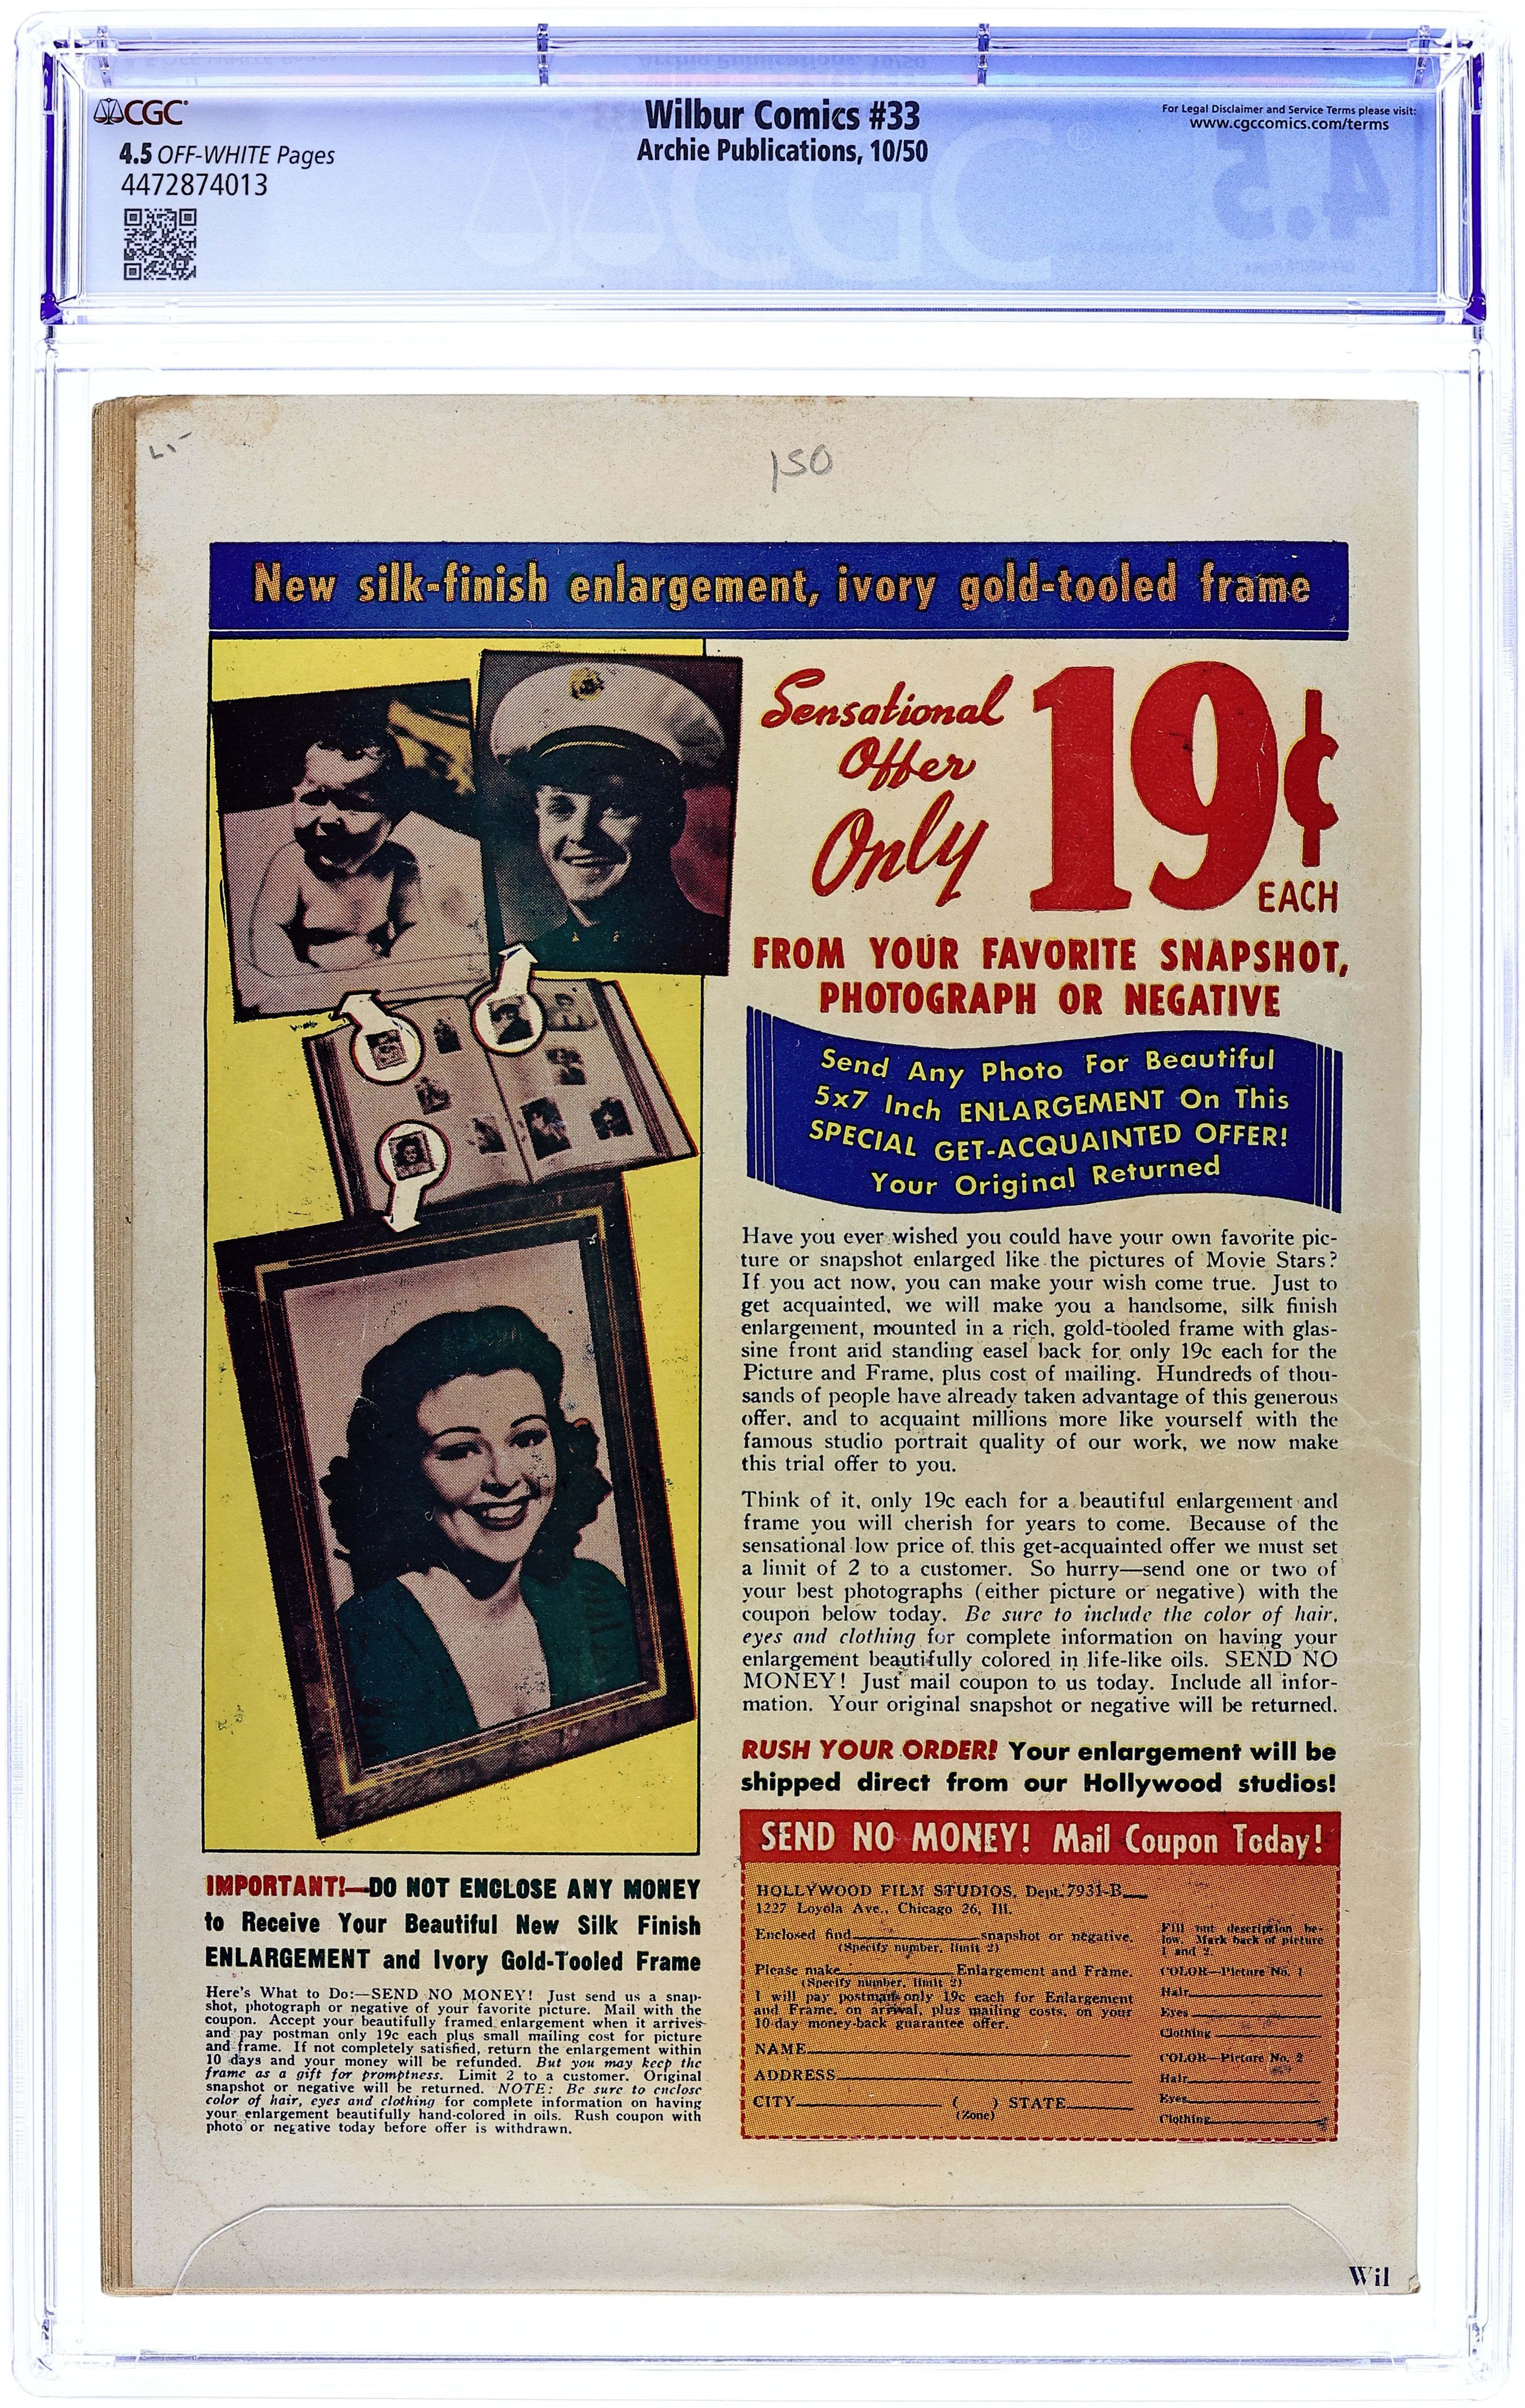 CGC
Wilbur Comics #33
Archie Publications, 10/50
For Legal Disclaimer and Service Terms please visit:
www.cgccomics.com/terms
4.5 OFF-WHITE Pages
4472874013
CGC
4.5
150
New silk-finish enlargement, ivory gold-tooled frame
Sensational
Offer
Only
19¢
EACH
FROM YOUR FAVORITE SNAPSHOT,
PHOTOGRAPH OR NEGATIVE
Send Any Photo For Beautiful
5x7 Inch ENLARGEMENT On This
SPECIAL GET-ACQUAINTED OFFER!
Your Original Returned
Have you ever wished you could have your own favorite pic-
ture or snapshot enlarged like the pictures of Movie Stars?
If you act now, you can make your wish come true. Just to
get acquainted, we will make you a handsome, silk finish
enlargement, mounted in a rich, gold-tooled frame with glas-
sine front and standing easel back for only 19c each for the
Picture and Frame, plus cost of mailing. Hundreds of thou-
sands of people have already taken advantage of this generous
offer, and to acquaint millions more like yourself with the
famous studio portrait quality of our work, we now make
this trial offer to you.
Think of it, only 19c each for a beautiful enlargement and
frame you will cherish for years to come. Because of the
sensational low price of this get-acquainted offer we must set
a limit of 2 to a customer. So hurry—send one or two of
your best photographs (either picture or negative) with the
coupon below today. Be sure to include the color of hair,
eyes and clothing for complete information on having your
enlargement beautifully colored in life-like oils. SEND NO
MONEY! Just mail coupon to us today. Include all infor-
mation. Your original snapshot or negative will be returned.
RUSH YOUR ORDER! Your enlargement will be
shipped direct from our Hollywood studios!
IMPORTANT!—DO NOT ENCLOSE ANY MONEY
to Receive Your Beautiful New Silk Finish
ENLARGEMENT and Ivory Gold-Tooled Frame
Here's What to Do:—SEND NO MONEY! Just send us a snap-
shot, photograph or negative of your favorite picture. Mail with the
coupon. Accept your beautifully framed enlargement when it arrives
and pay postman only 19c each plus small mailing cost for picture
and frame. If not completely satisfied, return the enlargement within
10 days and your money will be refunded. But you may keep the
frame as a gift for promptness. Limit 2 to a customer. Original
snapshot or negative will be returned. NOTE: Be sure to enclose
color of hair, eyes and clothing for complete information on having
your enlargement beautifully hand-colored in oils. Rush coupon with
photo or negative today before offer is withdrawn.
SEND NO MONEY! Mail Coupon Today!
HOLLYWOOD FILM STUDIOS, Dept. 7931-B
1227 Loyola Ave., Chicago 26, Ill.
Enclosed find snapshot or negative.
(Specify number, limit 2)
Please make Enlargement and Frame.
(Specify number, limit 2)
I will pay postman only 19c each for Enlargement
and Frame, on arrival, plus mailing costs, on your
10-day money-back guarantee offer.
NAME
ADDRESS
CITY ( ) STATE
(Zone)
Fill out description be-
low. Mark back of picture
1 and 2.
COLOR—Picture No. 1
Hair
Eyes
Clothing
COLOR—Picture No. 2
Hair
Eyes
Clothing
Wil